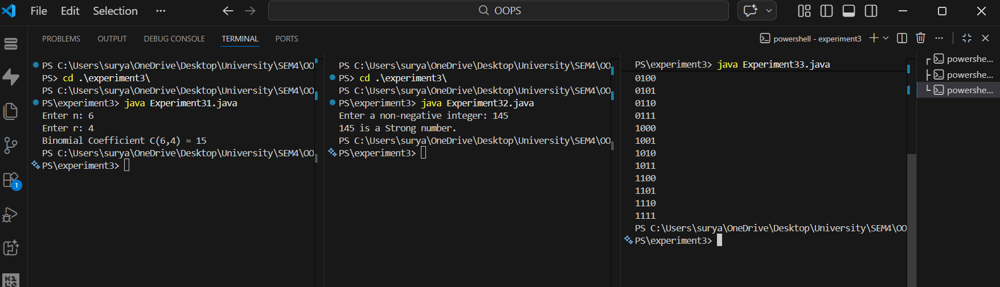 File Edit Selection ··· OOPS
PROBLEMS OUTPUT DEBUG CONSOLE TERMINAL PORTS powershell - experiment3
PS C:\Users\surya\OneDrive\Desktop\University\SEM4\OO
PS> cd .\experiment3\
PS C:\Users\surya\OneDrive\Desktop\University\SEM4\OO
PS\experiment3> java Experiment31.java
Enter n: 6
Enter r: 4
Binomial Coefficient C(6,4) = 15
PS C:\Users\surya\OneDrive\Desktop\University\SEM4\OO
PS\experiment3>
PS C:\Users\surya\OneDrive\Desktop\University\SEM4\OO
PS> cd .\experiment3\
PS C:\Users\surya\OneDrive\Desktop\University\SEM4\OO
PS\experiment3> java Experiment32.java
Enter a non-negative integer: 145
145 is a Strong number.
PS C:\Users\surya\OneDrive\Desktop\University\SEM4\OO
PS\experiment3>
PS\experiment3> java Experiment33.java
0100
0101
0110
0111
1000
1001
1010
1011
1100
1101
1110
1111
PS C:\Users\surya\OneDrive\Desktop\University\SEM4\OO
PS\experiment3>
powershe...
powershe...
powershe...
1